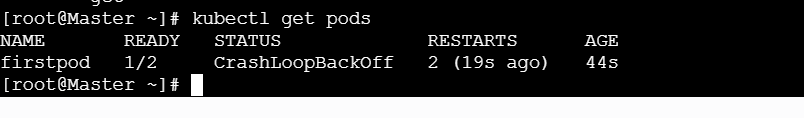 [root@Master ~]# kubectl get pods
NAME READY STATUS RESTARTS AGE
firstpod 1/2 CrashLoopBackOff 2 (19s ago) 44s
[root@Master ~]#